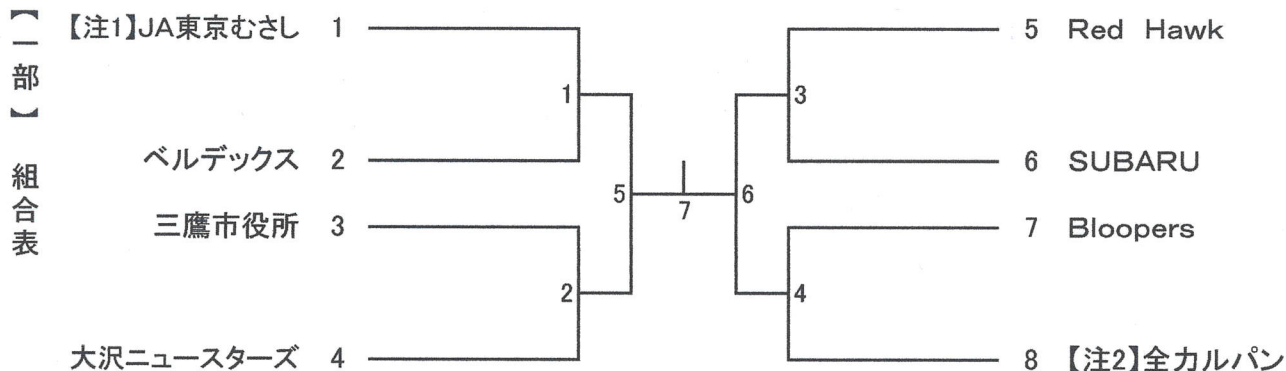 【一部】 組合表
【注1】JA東京むさし 1
ベルデックス 2
三鷹市役所 3
大沢ニュースターズ 4
1
2
5
7
6
3
4
5 Red Hawk
6 SUBARU
7 Bloopers
8 【注2】全力ルパン